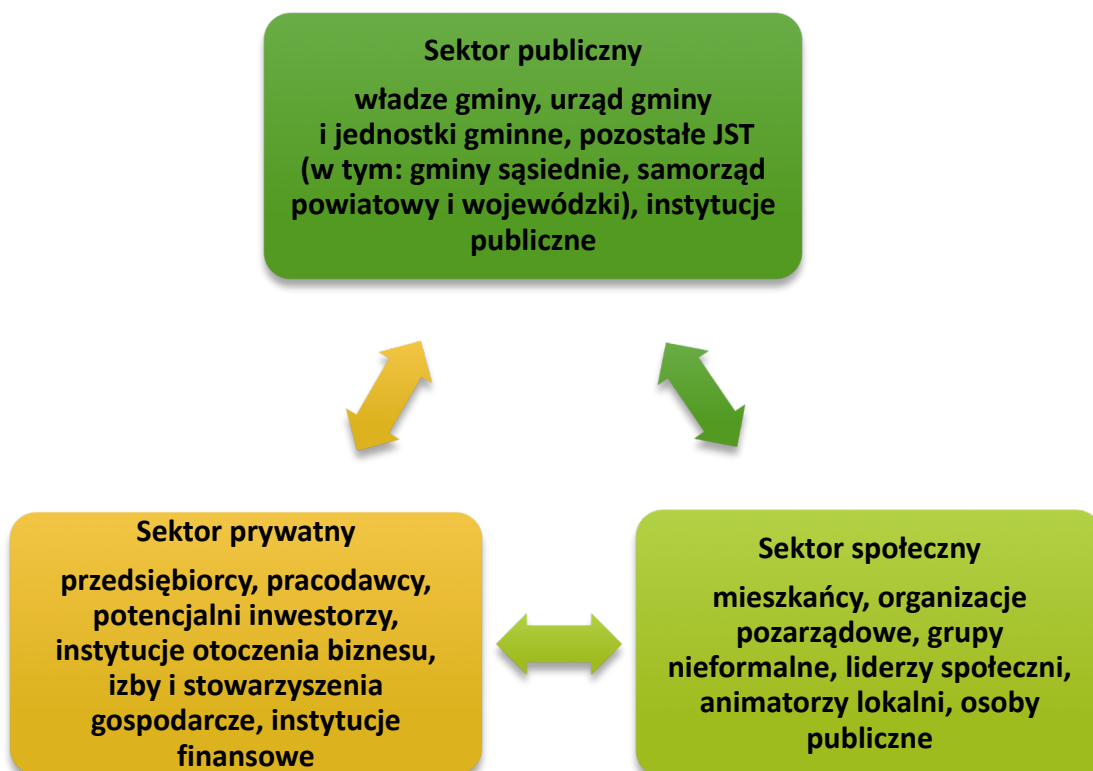 Sektor publiczny
władze gminy, urząd gminy
i jednostki gminne, pozostałe JST
(w tym: gminy sąsiednie, samorząd
powiatowy i wojewódzki), instytucje
publiczne
Sektor prywatny
przedsiębiorcy, pracodawcy,
potencjalni inwestorzy,
instytucje otoczenia biznesu,
izby i stowarzyszenia
gospodarcze, instytucje
finansowe
Sektor społeczny
mieszkańcy, organizacje
pozarządowe, grupy
nieformalne, liderzy społeczni,
animatorzy lokalni, osoby
publiczne